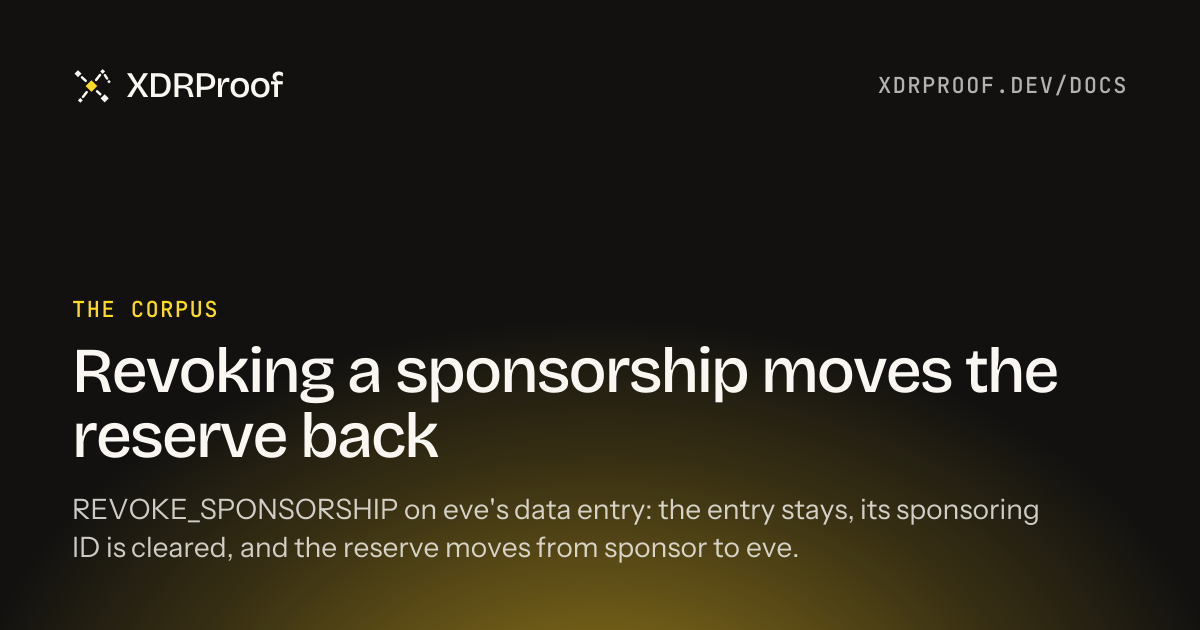 XDRProof
XDRPROOF.DEV/DOCS
THE CORPUS
Revoking a sponsorship moves the
reserve back
REVOKE_SPONSORSHIP on eve's data entry: the entry stays, its sponsoring
ID is cleared, and the reserve moves from sponsor to eve.